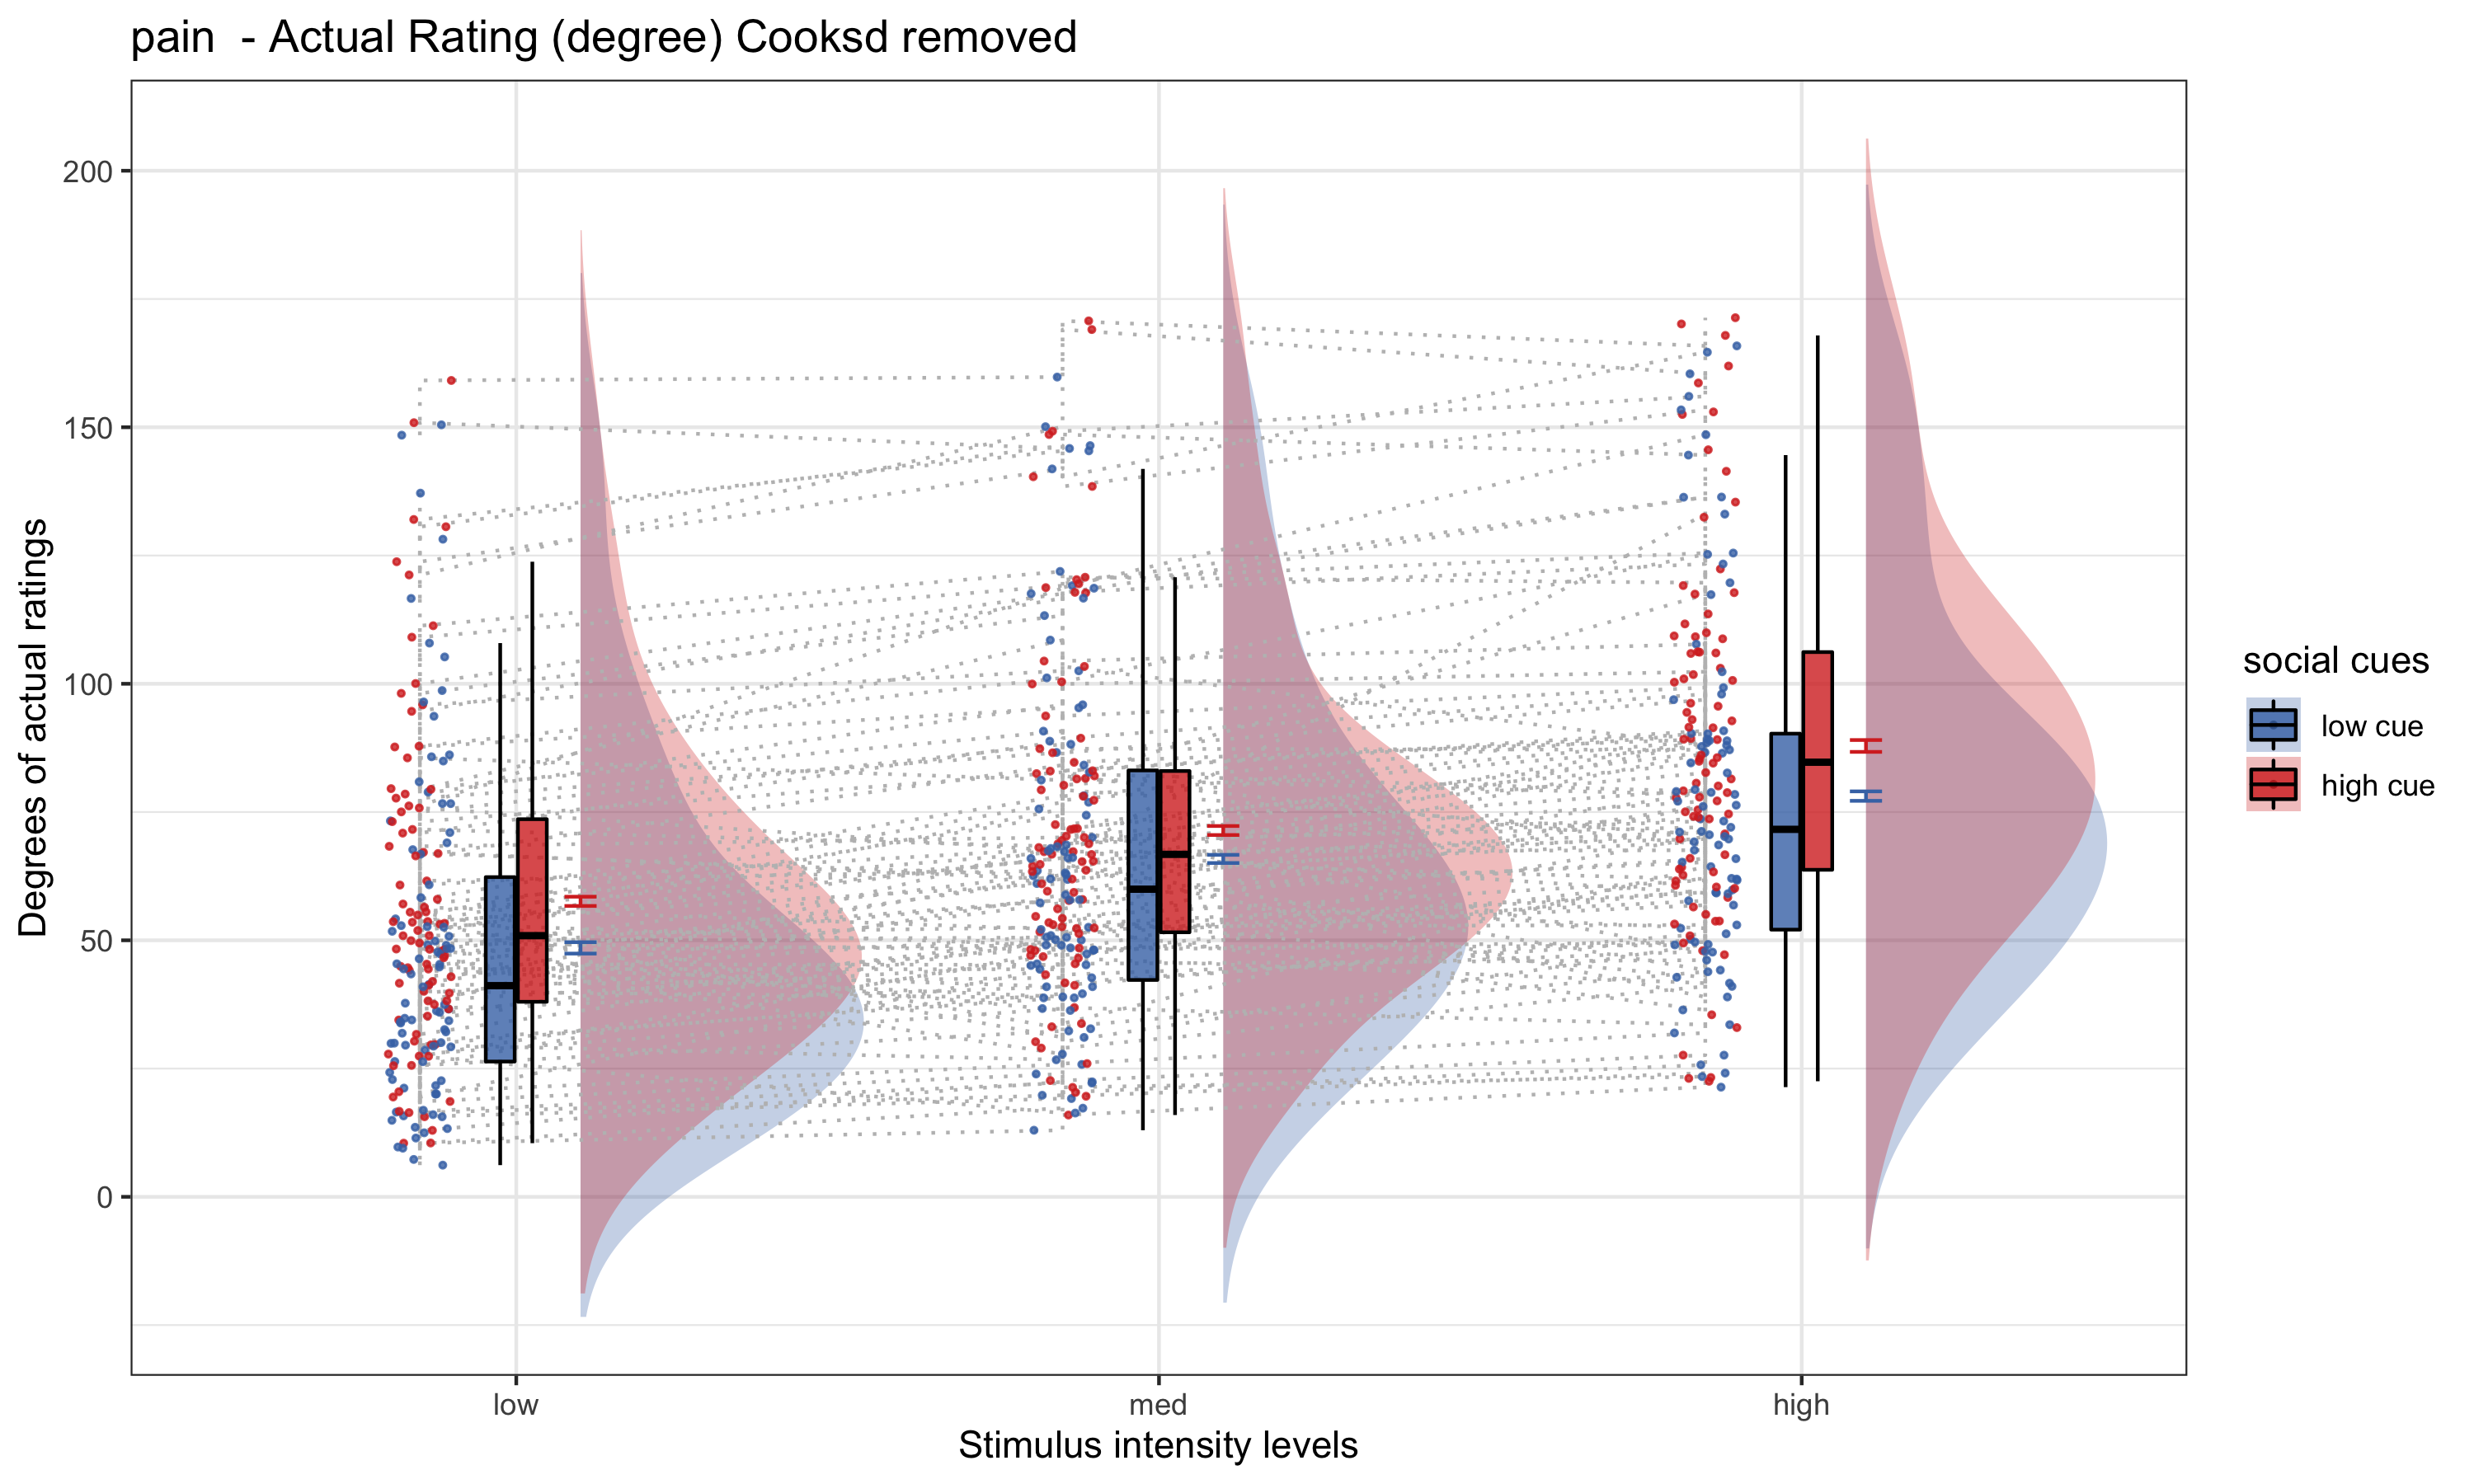 pain  - Actual Rating (degree) Cooksd removed
Degrees of actual ratings
200
150
100
50
0
low
med
high
Stimulus intensity levels
social cues
low cue
high cue